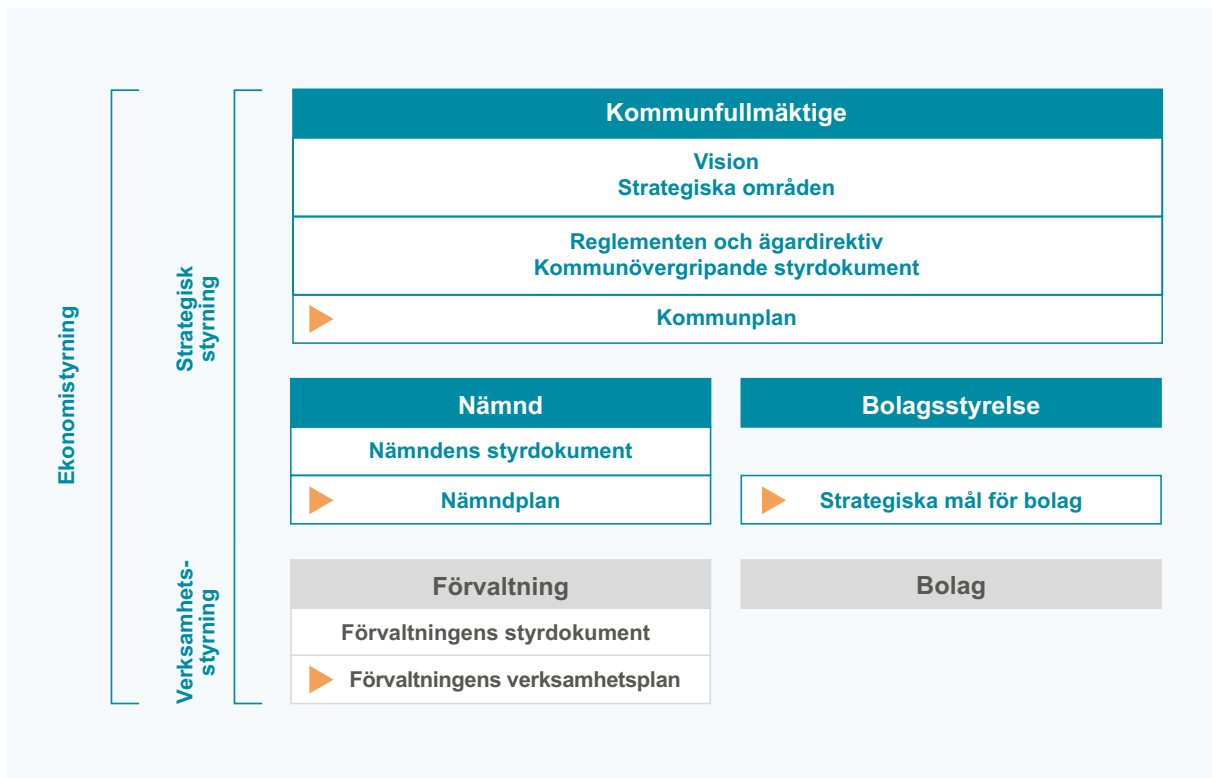 Ekonomistyrning
Strategisk
styrning
Verksamhets-
styrning
Kommunfullmäktige
Vision
Strategiska områden
Reglementen och ägardirektiv
Kommunövergripande styrdokument
Kommunplan
Nämnd
Nämndens styrdokument
Nämndplan
Bolagsstyrelse
Strategiska mål för bolag
Förvaltning
Förvaltningens styrdokument
Förvaltningens verksamhetsplan
Bolag